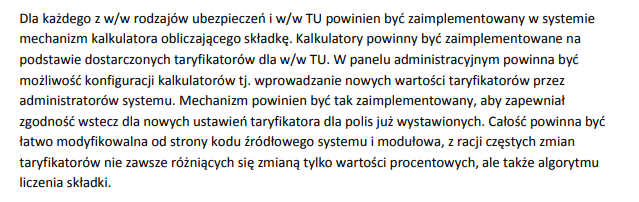 Dla każdego z w/w rodzajów ubezpieczeń i w/w TU powinien być zaimplementowany w systemie
mechanizm kalkulatora obliczającego składkę. Kalkulatory powinny być zaimplementowane na
podstawie dostarczonych taryfikatorów dla w/w TU. W panelu administracyjnym powinna być
możliwość konfiguracji kalkulatorów tj. wprowadzanie nowych wartości taryfikatorów przez
administratorów systemu. Mechanizm powinien być tak zaimplementowany, aby zapewniał
zgodność wstecz dla nowych ustawień taryfikatora dla polis już wystawionych. Całość powinna być
łatwo modyfikowalna od strony kodu źródłowego systemu i modułowa, z racji częstych zmian
taryfikatorów nie zawsze różniących się zmianą tylko wartości procentowych, ale także algorytmu
liczenia składki.